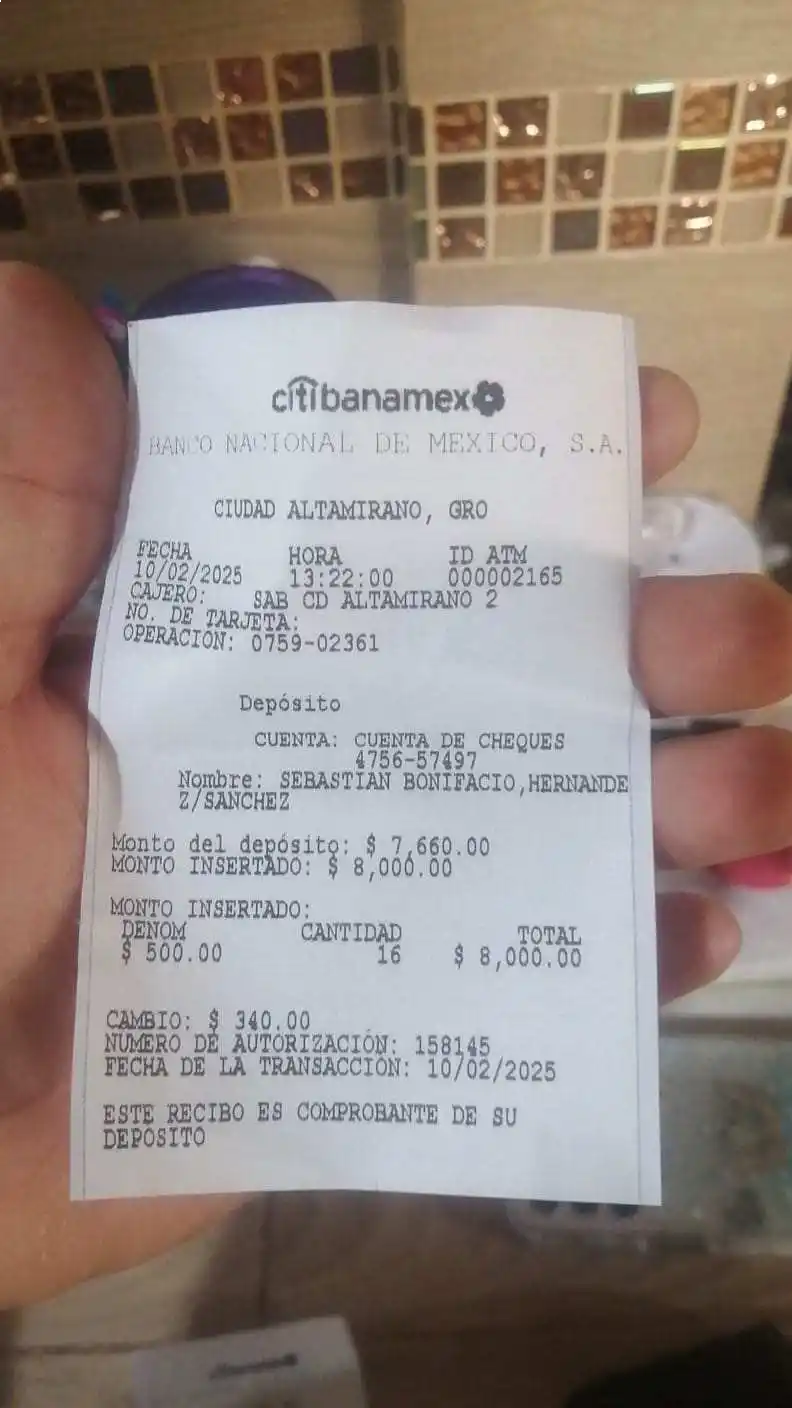 citibanamex
BANCO NACIONAL DE MEXICO, S.A.
CIUDAD ALTAMIRANO, GRO
FECHA HORA ID ATM
10/02/2025 13:22:00 000002165
CAJERO: SAB CD ALTAMIRANO 2
NO. DE TARJETA:
OPERACION: 0759-02361
Depósito
CUENTA: CUENTA DE CHEQUES
4756-57497
Nombre: SEBASTIAN BONIFACIO,HERNANDE
Z/SANCHEZ
Monto del depósito: $ 7,660.00
MONTO INSERTADO: $ 8,000.00
MONTO INSERTADO:
DENOM CANTIDAD TOTAL
$ 500.00 16 $ 8,000.00
CAMBIO: $ 340.00
NUMERO DE AUTORIZACIÓN: 158145
FECHA DE LA TRANSACCIÓN: 10/02/2025
ESTE RECIBO ES COMPROBANTE DE SU
DEPOSITO